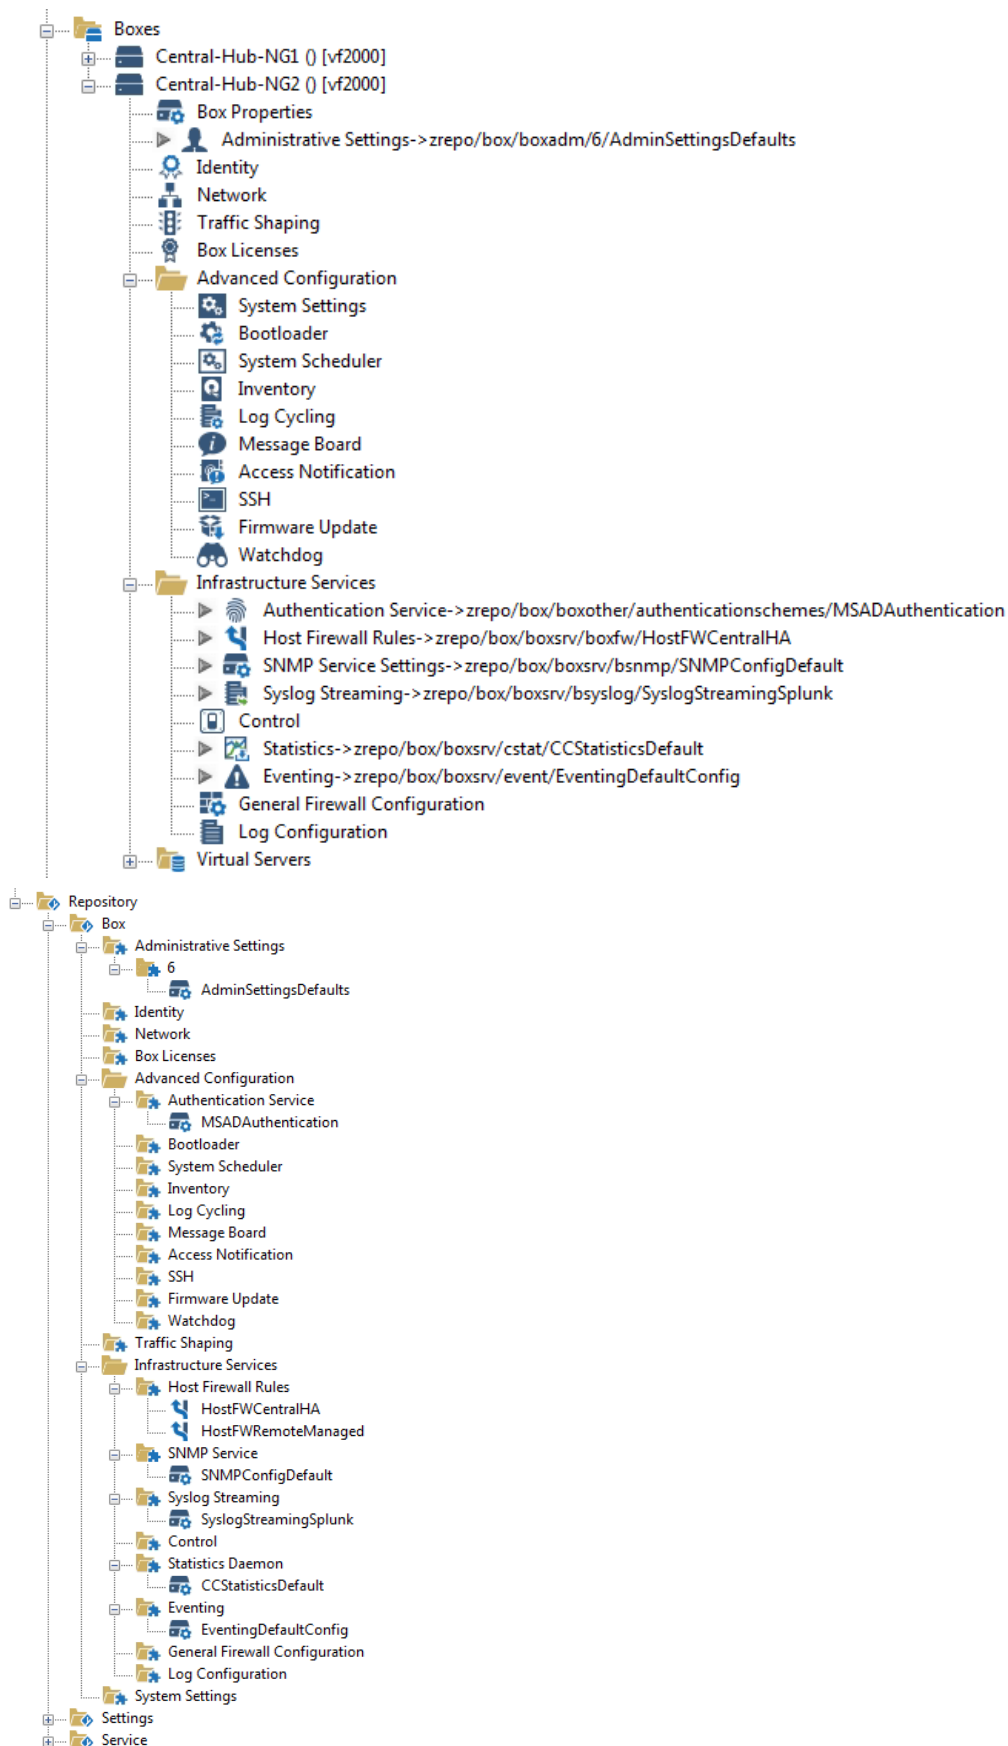 Boxes
Central-Hub-NG1 () [vf2000]
Central-Hub-NG2 () [vf2000]
Box Properties
Administrative Settings->zrepo/box/boxadm/6/AdminSettingsDefaults
Identity
Network
Traffic Shaping
Box Licenses
Advanced Configuration
System Settings
Bootloader
System Scheduler
Inventory
Log Cycling
Message Board
Access Notification
SSH
Firmware Update
Watchdog
Infrastructure Services
Authentication Service->zrepo/box/boxother/authenticationschemes/MSADAuthentication
Host Firewall Rules->zrepo/box/boxsrv/boxfw/HostFWCentralHA
SNMP Service Settings->zrepo/box/boxsrv/bsnmp/SNMPConfigDefault
Syslog Streaming->zrepo/box/boxsrv/bsyslog/SyslogStreamingSplunk
Control
Statistics->zrepo/box/boxsrv/cstat/CCStatisticsDefault
Eventing->zrepo/box/boxsrv/event/EventingDefaultConfig
General Firewall Configuration
Log Configuration
Virtual Servers
Repository
Box
Administrative Settings
6
AdminSettingsDefaults
Identity
Network
Box Licenses
Advanced Configuration
Authentication Service
MSADAuthentication
Bootloader
System Scheduler
Inventory
Log Cycling
Message Board
Access Notification
SSH
Firmware Update
Watchdog
Traffic Shaping
Infrastructure Services
Host Firewall Rules
HostFWCentralHA
HostFWRemoteManaged
SNMP Service
SNMPConfigDefault
Syslog Streaming
SyslogStreamingSplunk
Control
Statistics Daemon
CCStatisticsDefault
Eventing
EventingDefaultConfig
General Firewall Configuration
Log Configuration
System Settings
Settings
Service